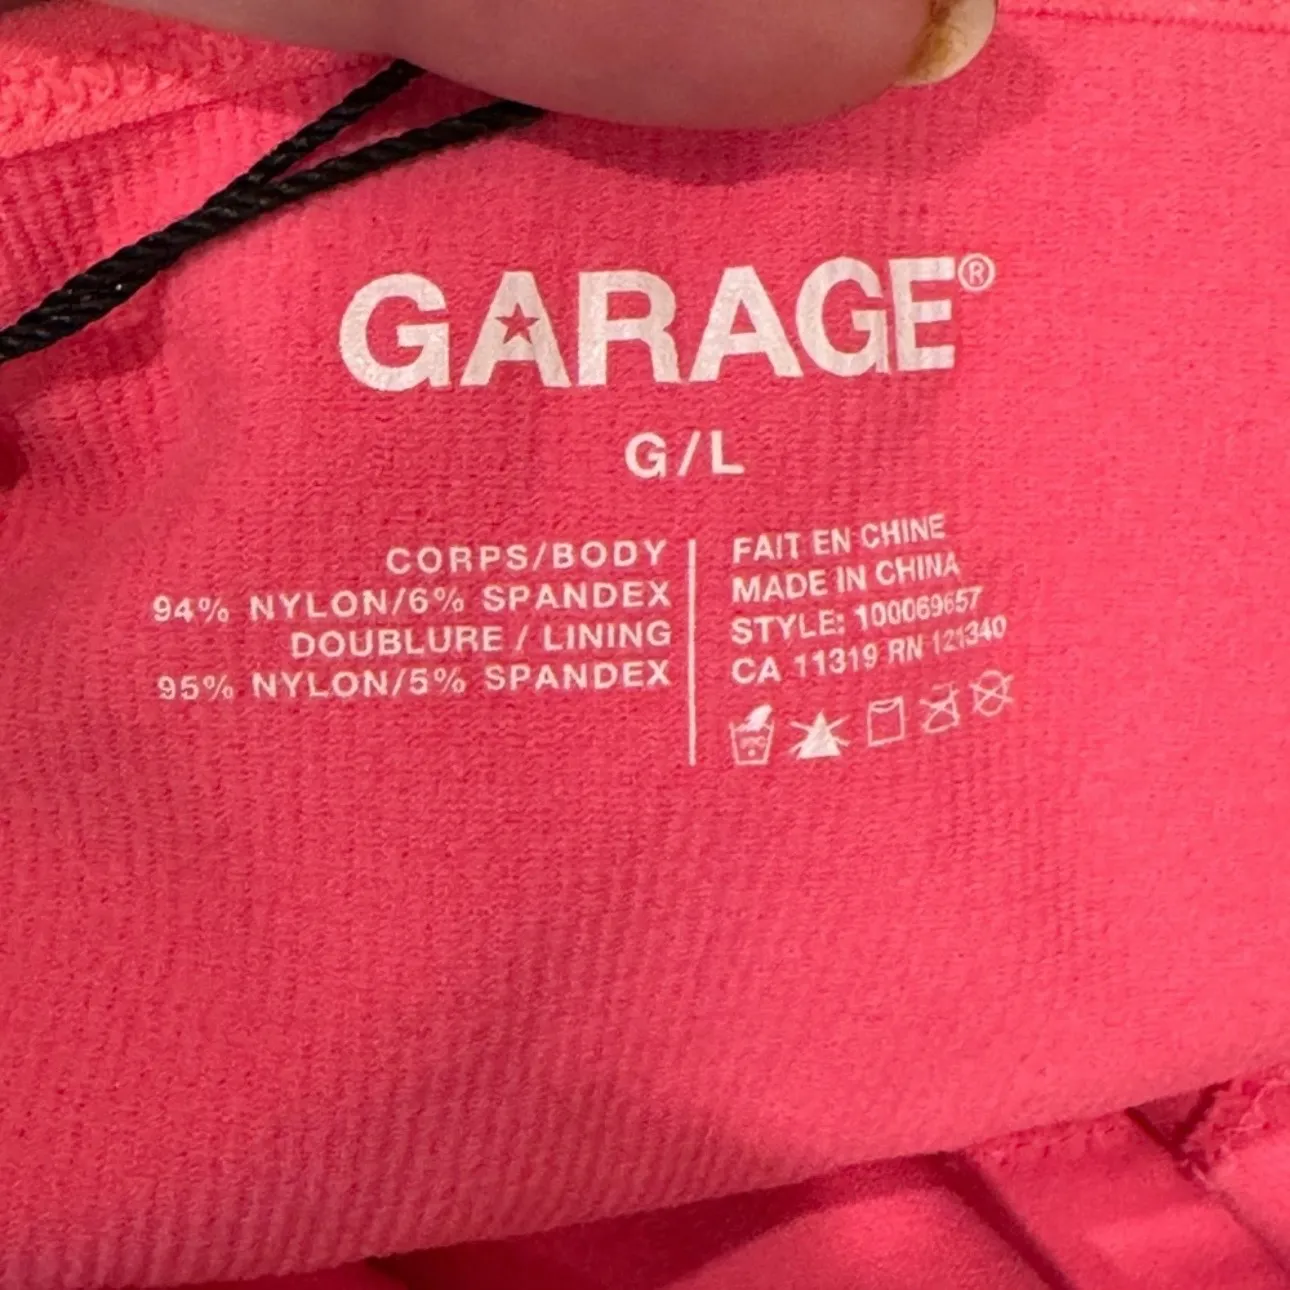 GARAGE®
G/L
CORPS/BODY
94% NYLON/6% SPANDEX
DOUBLURE / LINING
95% NYLON/5% SPANDEX
FAIT EN CHINE
MADE IN CHINA
STYLE: 100069657
CA 11319 RN 121340